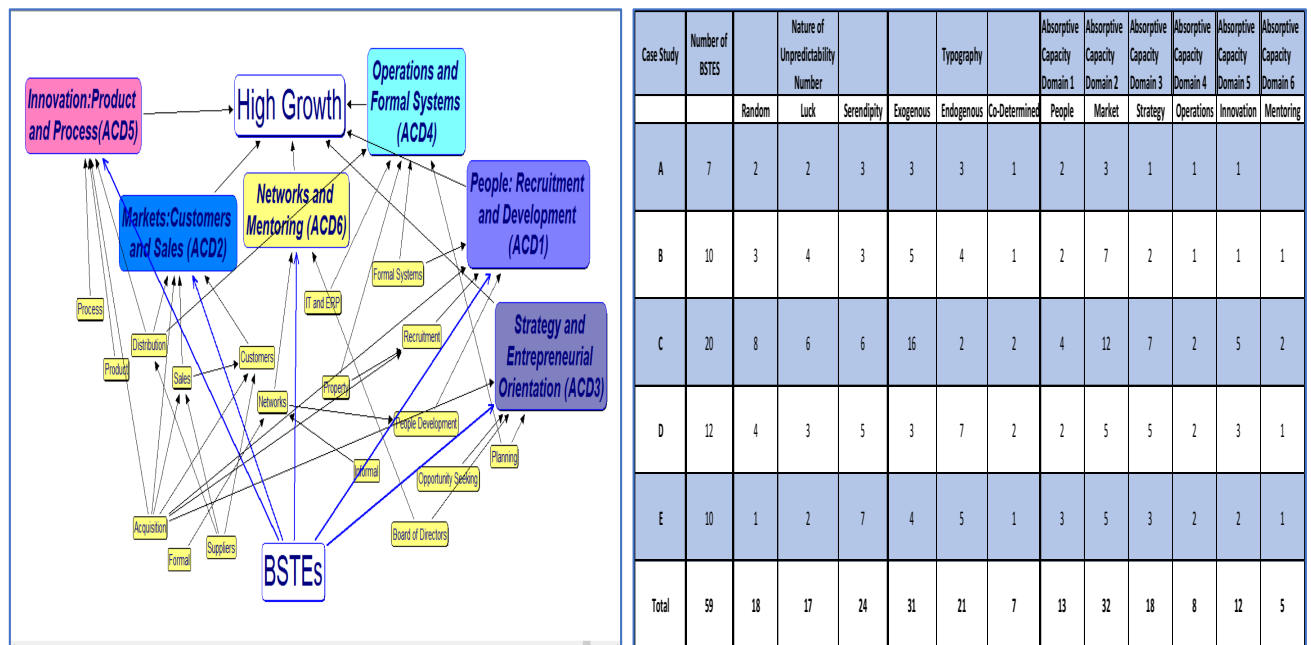 Innovation:Product
and Process(ACD5)
High Growth
Operations and
Formal Systems
(ACD4)
Networks and
Mentoring (ACD6)
People: Recruitment
and Development
(ACD1)
Markets:Customers
and Sales (ACD2)
Formal Systems
IT and ERP
Process
Strategy and
Entrepreneurial
Orientation (ACD3)
Distribution
Recruitment
Customers
Product
Sales
Property
Networks
People Development
Planning
Informal
Opportunity Seeking
Acquisition
Board of Directors
Suppliers
Formal
BSTEs
Case Study
Number of
BSTES
Nature of
Unpredictability
Number
Typography
Absorptive
Capacity
Domain 1
Absorptive
Capacity
Domain 2
Absorptive
Capacity
Domain 3
Absorptive
Capacity
Domain 4
Absorptive
Capacity
Domain 5
Absorptive
Capacity
Domain 6
Random Luck Serendipity Exogenous Endogenous Co-Determined People Market Strategy Operations Innovation Mentoring
A 7 2 2 3 3 3 1 2 3 1 1 1
B 10 3 4 3 5 4 1 2 7 2 1 1 1
C 20 8 6 6 16 2 2 4 12 7 2 5 2
D 12 4 3 5 3 7 2 2 5 5 2 3 1
E 10 1 2 7 4 5 1 3 5 3 2 2 1
Total 59 18 17 24 31 21 7 13 32 18 8 12 5